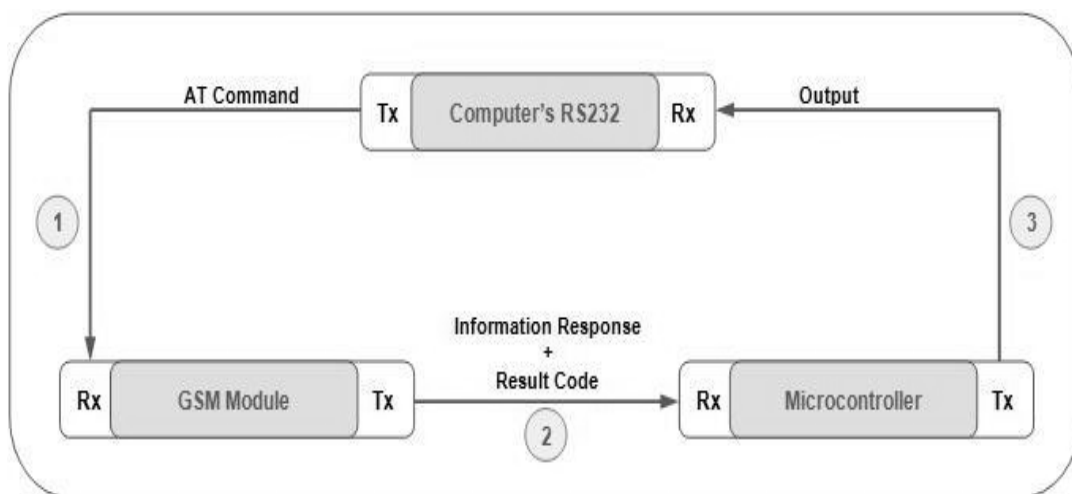 AT Command
Tx
Computer's RS232
Rx
Output
1
3
Information Response
+
Result Code
Rx
GSM Module
Tx
2
Rx
Microcontroller
Tx